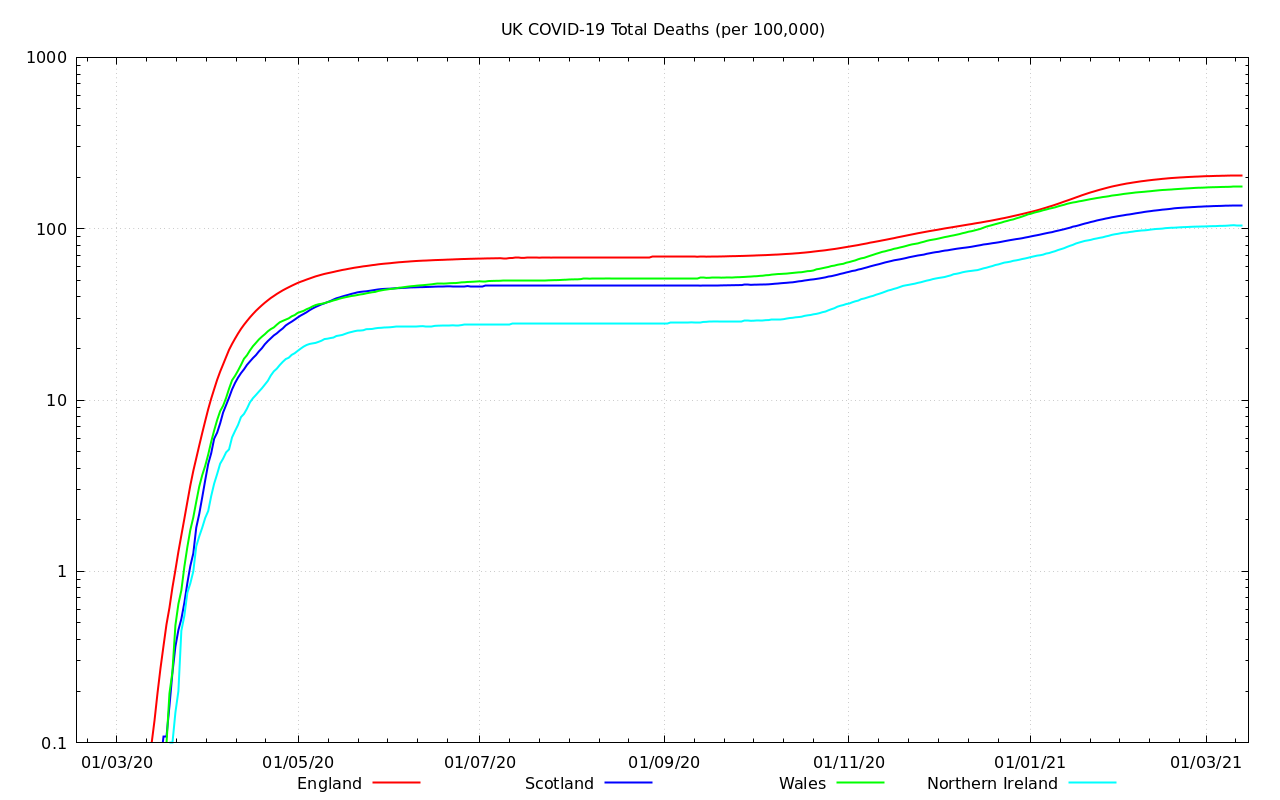 UK COVID-19 Total Deaths (per 100,000)
1000
100
10
1
0.1
01/03/20 01/05/20 01/07/20 01/09/20 01/11/20 01/01/21 01/03/21
England Scotland Wales Northern Ireland